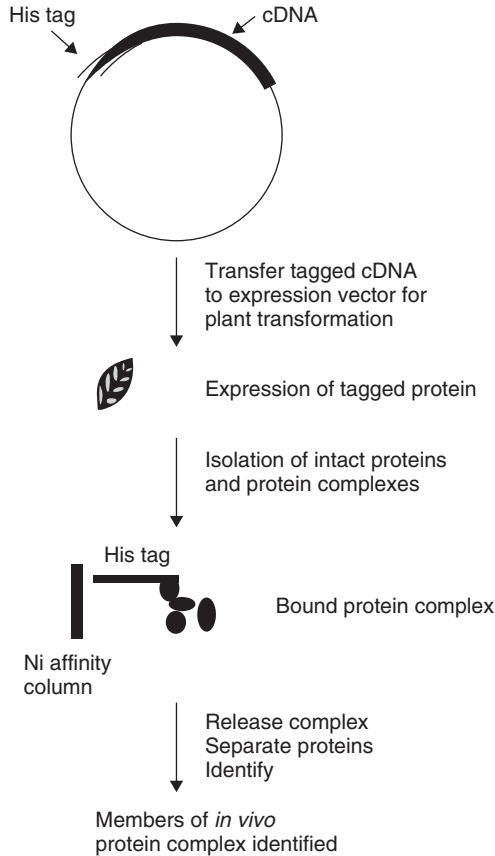 His tag
cDNA
Transfer tagged cDNA
to expression vector for
plant transformation
Expression of tagged protein
Isolation of intact proteins
and protein complexes
His tag
Bound protein complex
Ni affinity
column
Release complex
Separate proteins
Identify
Members of in vivo
protein complex identified